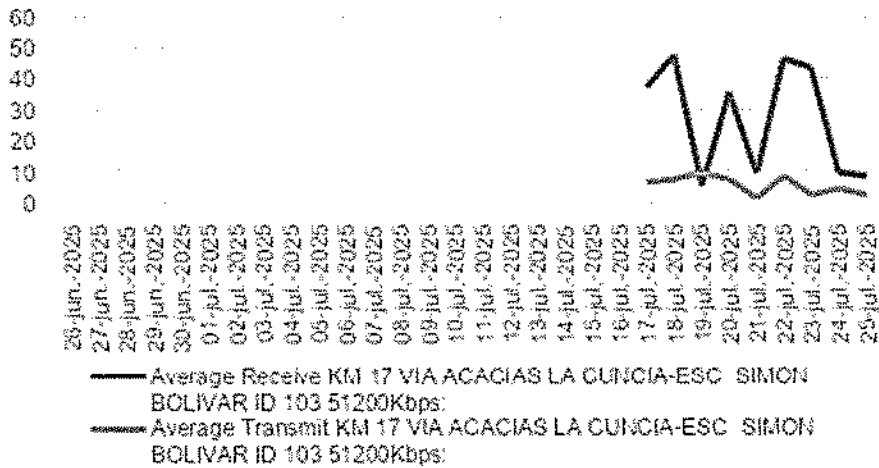 60
50
40
30
20
10
0
26-jun.-2025
27-jun.-2025
28-jun.-2025
29-jun.-2025
30-jun.-2025
01-jul.-2025
02-jul.-2025
03-jul.-2025
04-jul.-2025
05-jul.-2025
06-jul.-2025
07-jul.-2025
08-jul.-2025
09-jul.-2025
10-jul.-2025
11-jul.-2025
12-jul.-2025
13-jul.-2025
14-jul.-2025
15-jul.-2025
16-jul.-2025
17-jul.-2025
18-jul.-2025
19-jul.-2025
20-jul.-2025
21-jul.-2025
22-jul.-2025
23-jul.-2025
24-jul.-2025
25-jul.-2025
Average Receive KM 17 VIA ACACIAS LA CUNCIA-ESC SIMON
BOLIVAR ID 103 51200Kbps:
Average Transmit KM 17 VIA ACACIAS LA CUNCIA-ESC SIMON
BOLIVAR ID 103 51200Kbps: